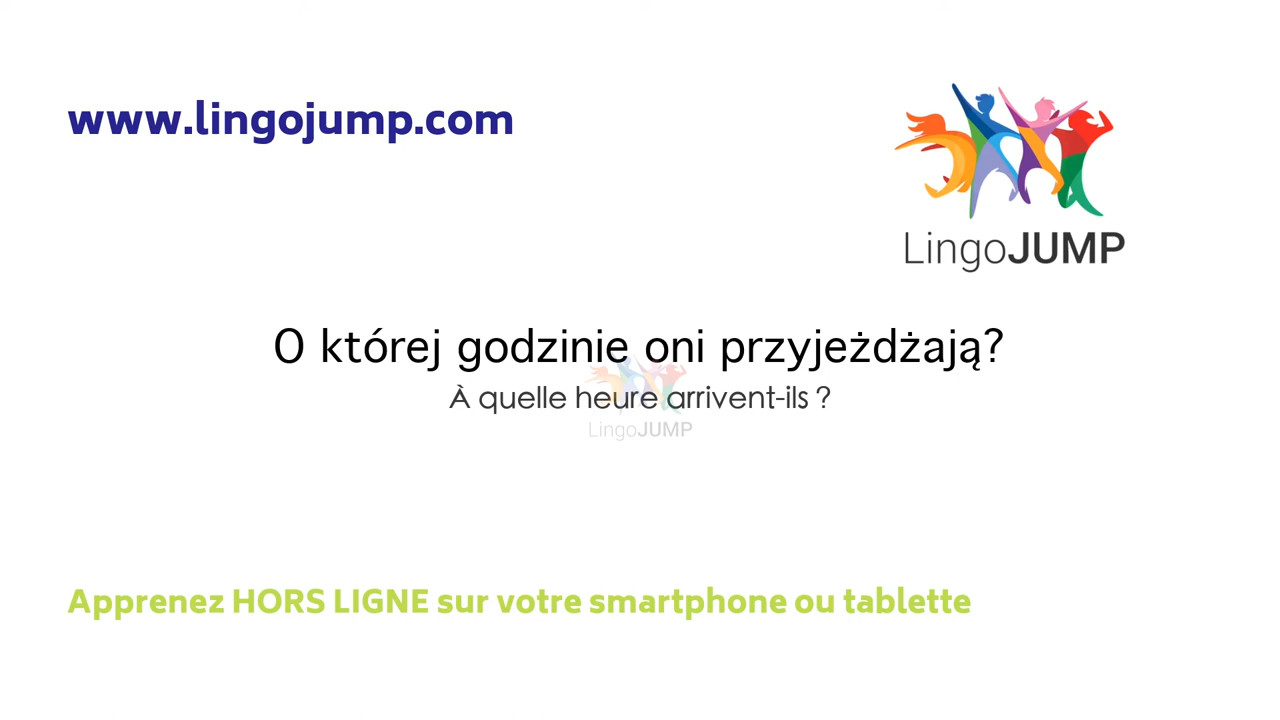 www.lingojump.com
LingoJUMP
O której godzinie oni przyjeżdżają?
À quelle heure arrivent-ils ?
LingoJUMP
Apprenez HORS LIGNE sur votre smartphone ou tablette